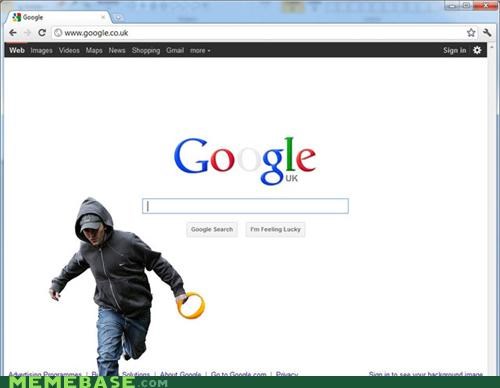 Google
www.google.co.uk
Web Images Videos Maps News Shopping Gmail more Sign in
Google
UK
Google Search I'm Feeling Lucky
Advertising Programmes Solutions | About Google | Go to Google.com | Privacy Sign in to see your background image
MEMEBASE.COM